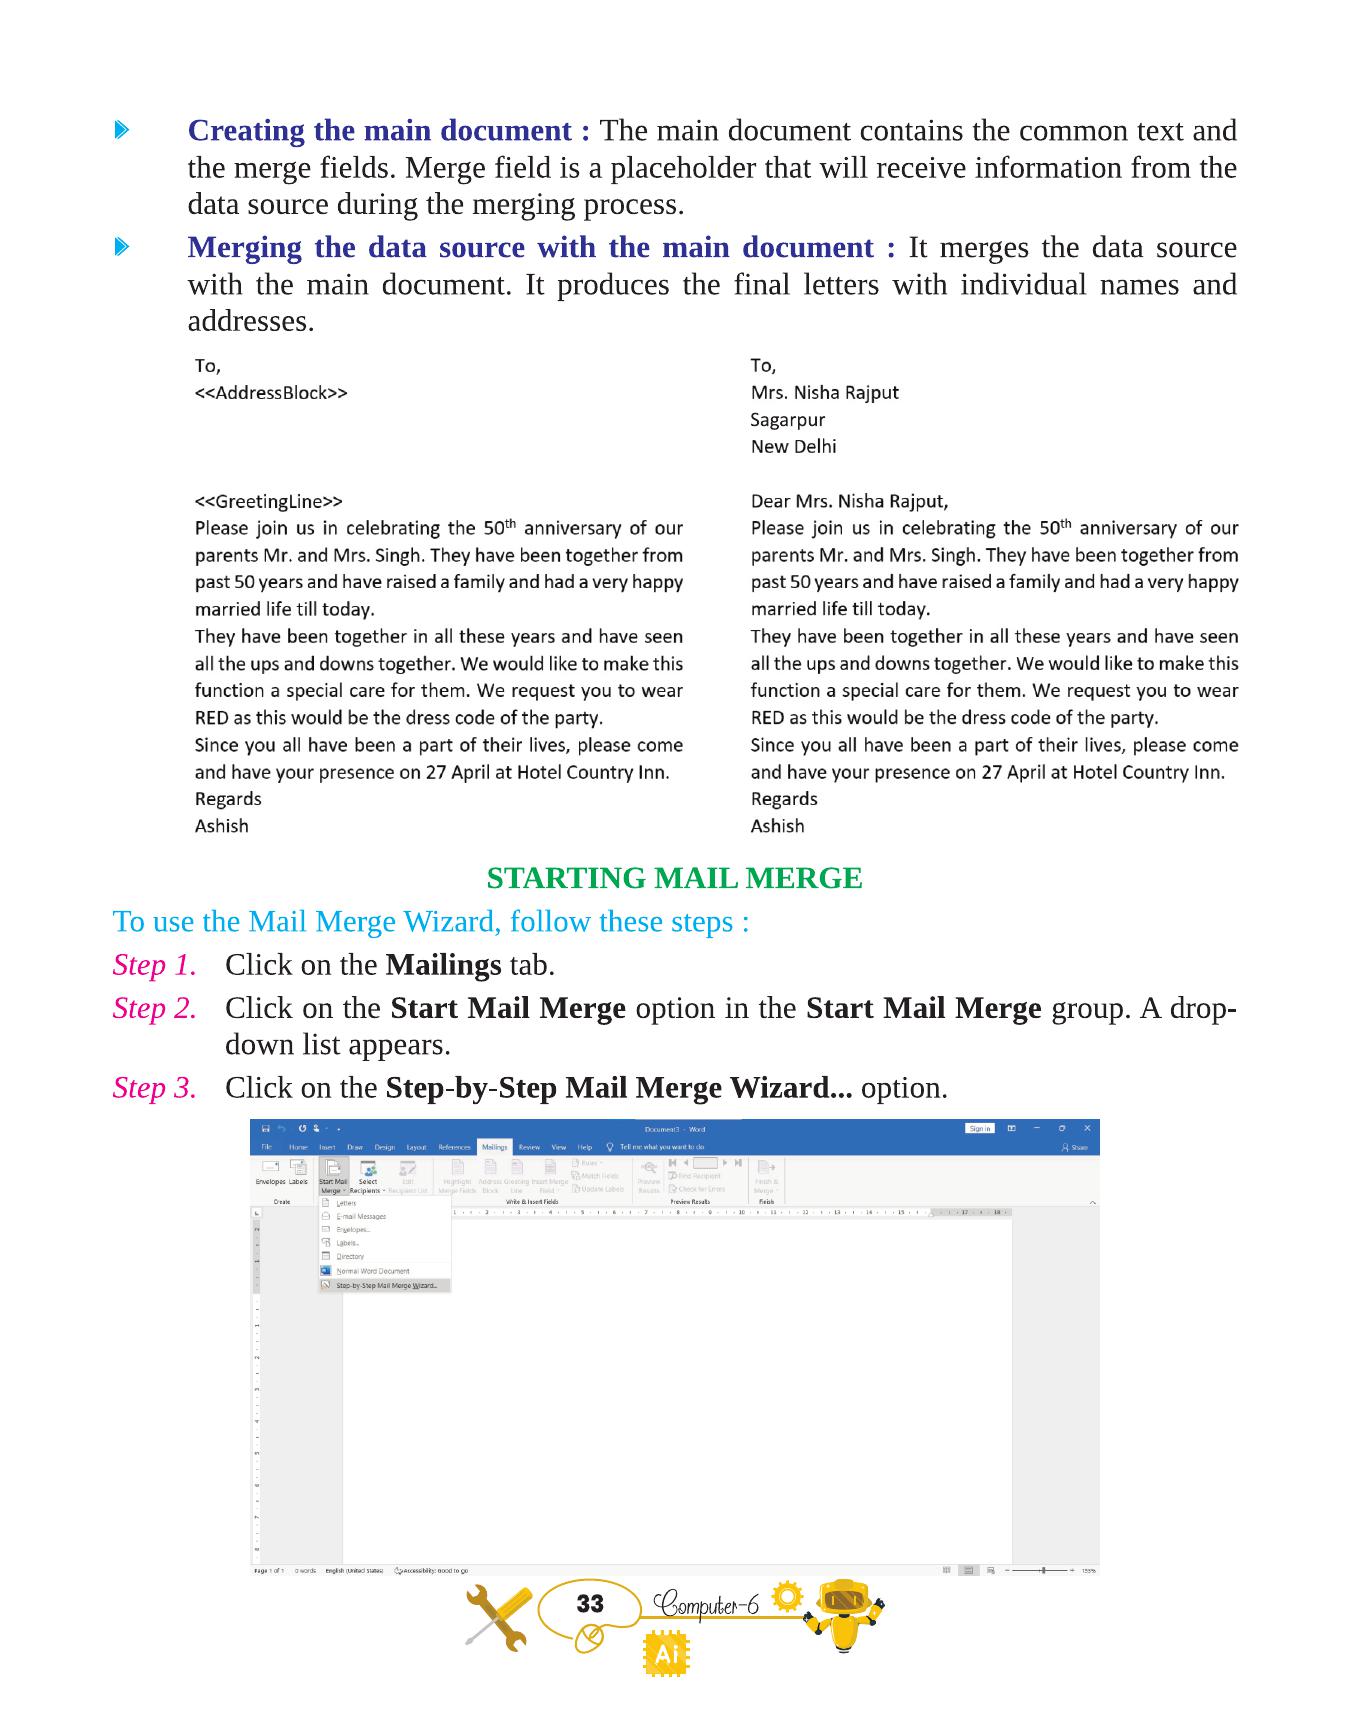 Creating the main document : The main document contains the common text and
the merge fields. Merge field is a placeholder that will receive information from the
data source during the merging process.
Merging the data source with the main document : It merges the data source
with the main document. It produces the final letters with individual names and
addresses.
To,
<<AddressBlock>>
<<GreetingLine>>
Please join us in celebrating the 50th anniversary of our
parents Mr. and Mrs. Singh. They have been together from
past 50 years and have raised a family and had a very happy
married life till today.
They have been together in all these years and have seen
all the ups and downs together. We would like to make this
function a special care for them. We request you to wear
RED as this would be the dress code of the party.
Since you all have been a part of their lives, please come
and have your presence on 27 April at Hotel Country Inn.
Regards
Ashish
To,
Mrs. Nisha Rajput
Sagarpur
New Delhi
Dear Mrs. Nisha Rajput,
Please join us in celebrating the 50th anniversary of our
parents Mr. and Mrs. Singh. They have been together from
past 50 years and have raised a family and had a very happy
married life till today.
They have been together in all these years and have seen
all the ups and downs together. We would like to make this
function a special care for them. We request you to wear
RED as this would be the dress code of the party.
Since you all have been a part of their lives, please come
and have your presence on 27 April at Hotel Country Inn.
Regards
Ashish
STARTING MAIL MERGE
To use the Mail Merge Wizard, follow these steps :
Step 1. Click on the Mailings tab.
Step 2. Click on the Start Mail Merge option in the Start Mail Merge group. A drop-
down list appears.
Step 3. Click on the Step-by-Step Mail Merge Wizard... option.
Document3 - Word
Sign in
File Home Insert Draw Design Layout References Mailings Review View Help Tell me what you want to do Share
Envelopes Labels
Create
Start Mail
Merge
Select
Recipients
Edit
Recipient List
Highlight
Merge Fields
Address
Block
Greeting
Line
Insert Merge
Field
Rules
Match Fields
Update Labels
Write & Insert Fields
Preview
Results
Find Recipient
Check for Errors
Preview Results
Finish &
Merge
Finish
Letters
E-mail Messages
Envelopes...
Labels...
Directory
Normal Word Document
Step-by-Step Mail Merge Wizard...
Page 1 of 1 0 words English (United States) Accessibility: Good to go
33
Computer-6
Ai